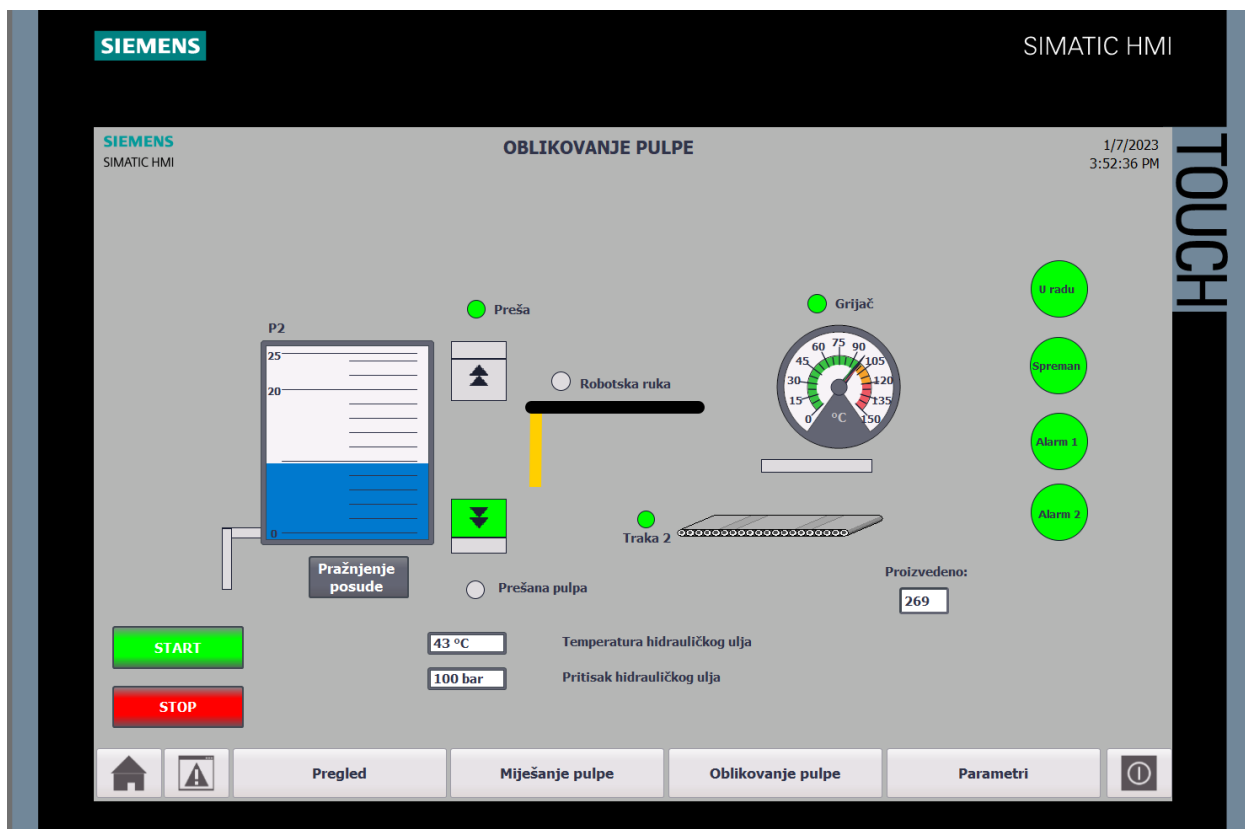 SIEMENS
SIMATIC HMI
TOUCH
SIEMENS
SIMATIC HMI
OBLIKOVANJE PULPE
1/7/2023
3:52:36 PM
P2
25
20
0
Pražnjenje
posude
Preša
Robotska ruka
Prešana pulpa
Grijač
0
15
30
45
60
75
90
105
120
135
150
°C
Traka 2
U radu
Spreman
Alarm 1
Alarm 2
Proizvedeno:
269
START
STOP
43 °C
Temperatura hidrauličkog ulja
100 bar
Pritisak hidrauličkog ulja
Pregled
Miješanje pulpe
Oblikovanje pulpe
Parametri